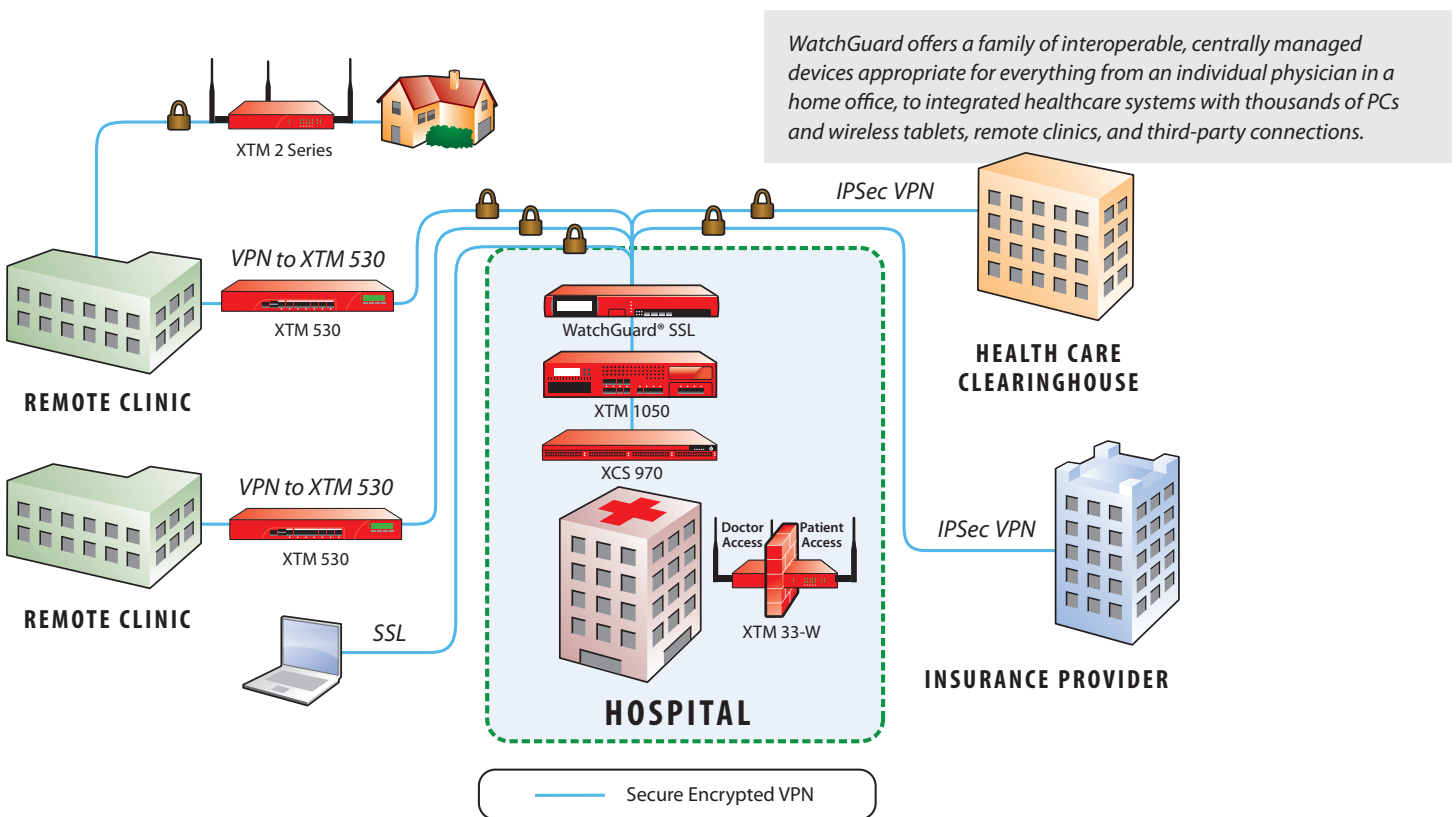 WatchGuard offers a family of interoperable, centrally managed
devices appropriate for everything from an individual physician in a
home office, to integrated healthcare systems with thousands of PCs
and wireless tablets, remote clinics, and third-party connections.
XTM 2 Series
IPSec VPN
VPN to XTM 530
XTM 530
REMOTE CLINIC
WatchGuard® SSL
XTM 1050
XCS 970
HEALTH CARE
CLEARINGHOUSE
VPN to XTM 530
XTM 530
REMOTE CLINIC
SSL
Doctor
Access
Patient
Access
XTM 33-W
HOSPITAL
IPSec VPN
INSURANCE PROVIDER
Secure Encrypted VPN